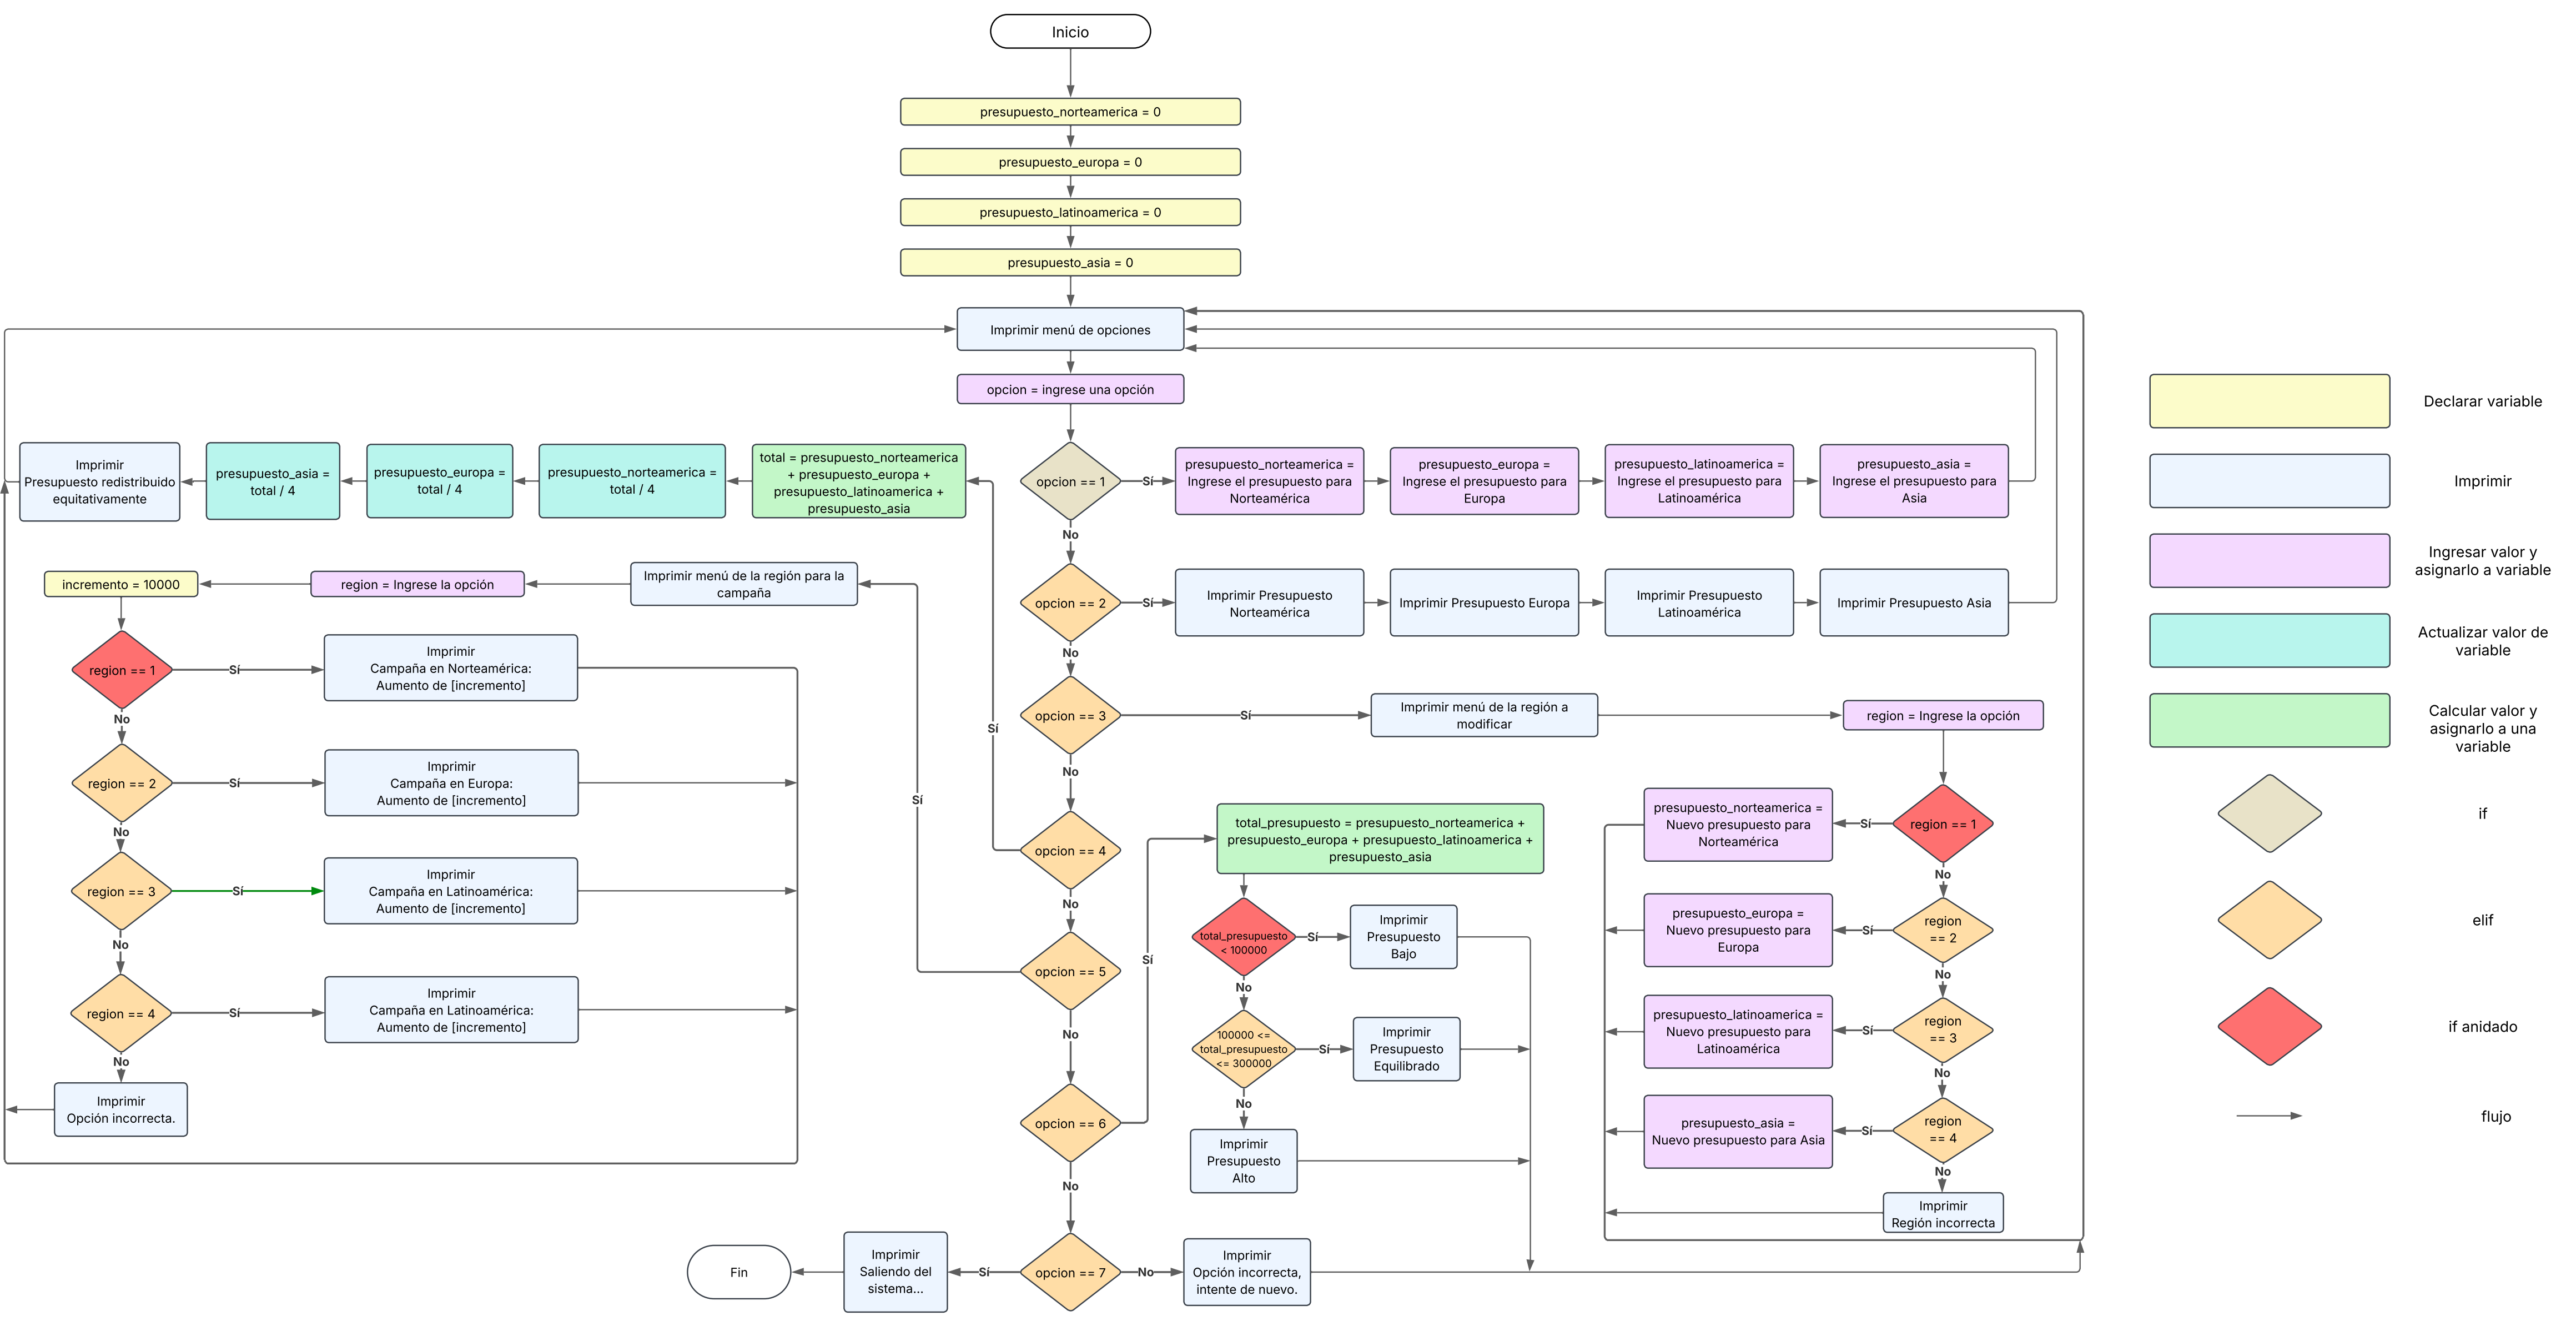 Inicio
presupuesto_norteamerica = 0
presupuesto_europa = 0
presupuesto_latinoamerica = 0
presupuesto_asia = 0
Imprimir menú de opciones
opcion = ingrese una opción
opcion == 1
Sí
presupuesto_norteamerica =
Ingrese el presupuesto para
Norteamérica
presupuesto_europa =
Ingrese el presupuesto para
Europa
presupuesto_latinoamerica =
Ingrese el presupuesto para
Latinoamérica
presupuesto_asia =
Ingrese el presupuesto para
Asia
No
opcion == 2
Sí
Imprimir Presupuesto
Norteamérica
Imprimir Presupuesto Europa
Imprimir Presupuesto
Latinoamérica
Imprimir Presupuesto Asia
No
opcion == 3
Sí
Imprimir menú de la región a
modificar
region = Ingrese la opción
region == 1
Sí
presupuesto_norteamerica =
Nuevo presupuesto para
Norteamérica
No
region
== 2
Sí
presupuesto_europa =
Nuevo presupuesto para
Europa
No
region
== 3
Sí
presupuesto_latinoamerica =
Nuevo presupuesto para
Latinoamérica
No
region
== 4
Sí
presupuesto_asia =
Nuevo presupuesto para Asia
No
Imprimir
Región incorrecta
No
opcion == 4
Sí
total = presupuesto_norteamerica
+ presupuesto_europa +
presupuesto_latinoamerica +
presupuesto_asia
presupuesto_norteamerica =
total / 4
presupuesto_europa =
total / 4
presupuesto_asia =
total / 4
Imprimir
Presupuesto redistribuido
equitativamente
No
opcion == 5
Sí
Imprimir menú de la región para la
campaña
region = Ingrese la opción
incremento = 10000
region == 1
Sí
Imprimir
Campaña en Norteamérica:
Aumento de [incremento]
No
region == 2
Sí
Imprimir
Campaña en Europa:
Aumento de [incremento]
No
region == 3
Sí
Imprimir
Campaña en Latinoamérica:
Aumento de [incremento]
No
region == 4
Sí
Imprimir
Campaña en Latinoamérica:
Aumento de [incremento]
No
Imprimir
Opción incorrecta.
No
opcion == 6
Sí
total_presupuesto = presupuesto_norteamerica +
presupuesto_europa + presupuesto_latinoamerica +
presupuesto_asia
total_presupuesto
< 100000
Sí
Imprimir
Presupuesto
Bajo
No
100000 <=
total_presupuesto
<= 300000
Sí
Imprimir
Presupuesto
Equilibrado
No
Imprimir
Presupuesto
Alto
No
opcion == 7
Sí
Imprimir
Saliendo del
sistema...
Fin
No
Imprimir
Opción incorrecta,
intente de nuevo.
Declarar variable
Imprimir
Ingresar valor y
asignarlo a variable
Actualizar valor de
variable
Calcular valor y
asignarlo a una
variable
if
elif
if anidado
flujo